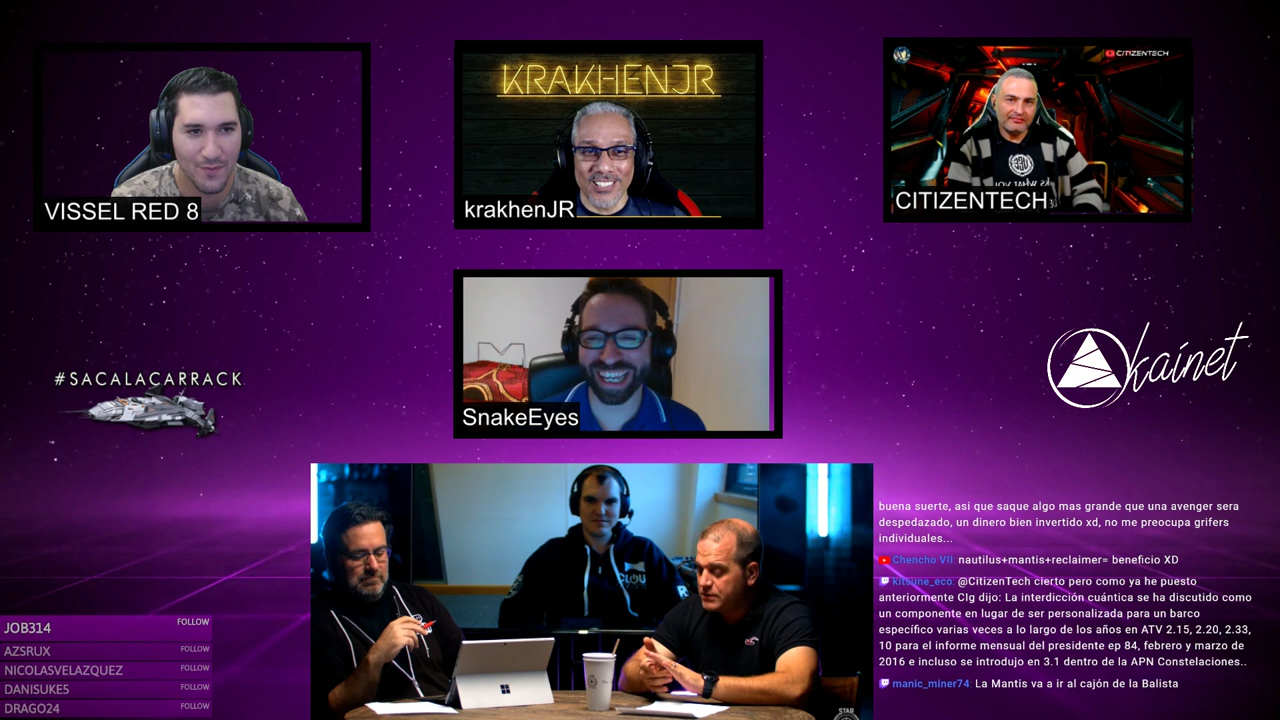 CITIZENTECH
KRAKHENJR
VISSEL RED 8
krakhenJR
CITIZENTECH
#SACALACARRACK
kainet
SnakeEyes
CLOU
STAR
buena suerte, asi que saque algo mas grande que una avenger sera
despedazado, un dinero bien invertido xd, no me preocupa grifers
individuales...
Chencho VII: nautilus+mantis+reclaimer= beneficio XD
kitsune_eco: @CitizenTech cierto pero como ya he puesto
anteriormente CIg dijo: La interdicción cuántica se ha discutido como
un componente en lugar de ser personalizada para un barco
específico varias veces a lo largo de los años en ATV 2.15, 2.20, 2.33,
10 para el informe mensual del presidente ep 84, febrero y marzo de
2016 e incluso se introdujo en 3.1 dentro de la APN Constelaciones..
manic_miner74: La Mantis va a ir al cajón de la Balista
JOB314 FOLLOW
AZSRUX FOLLOW
NICOLASVELAZQUEZ FOLLOW
DANISUKE5 FOLLOW
DRAGO24 FOLLOW